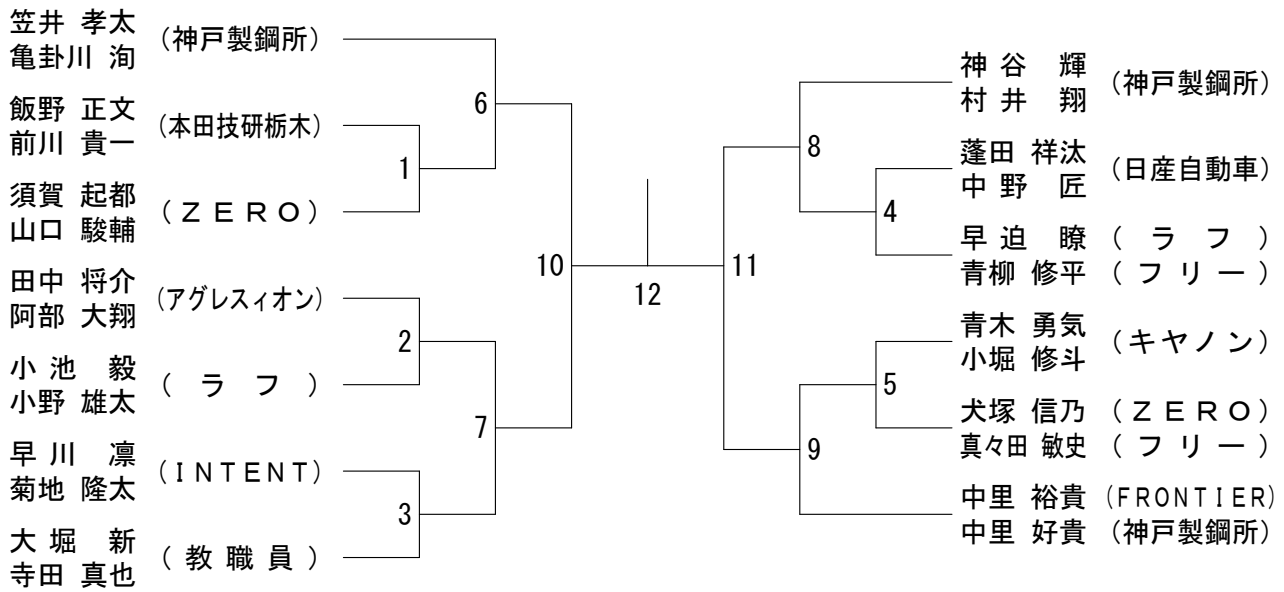 笠井 孝太
亀卦川 洵
(神戸製鋼所)
飯野 正文
前川 貴一
(本田技研栃木)
須賀 起都
山口 駿輔
(ZERO)
田中 将介
阿部 大翔
(アグレスィオン)
小池 毅
小野 雄太
(ラフ)
早川 凛
菊地 隆太
(INTENT)
大堀 新
寺田 真也
(教職員)
6
1
10
2
7
3
12
11
8
4
5
9
神谷 輝
村井 翔
(神戸製鋼所)
蓬田 祥汰
中野 匠
(日産自動車)
早迫 瞭 (ラフ)
青柳 修平 (フリー)
青木 勇気
小堀 修斗
(キヤノン)
犬塚 信乃 (ZERO)
真々田 敏史 (フリー)
中里 裕貴 (FRONTIER)
中里 好貴 (神戸製鋼所)